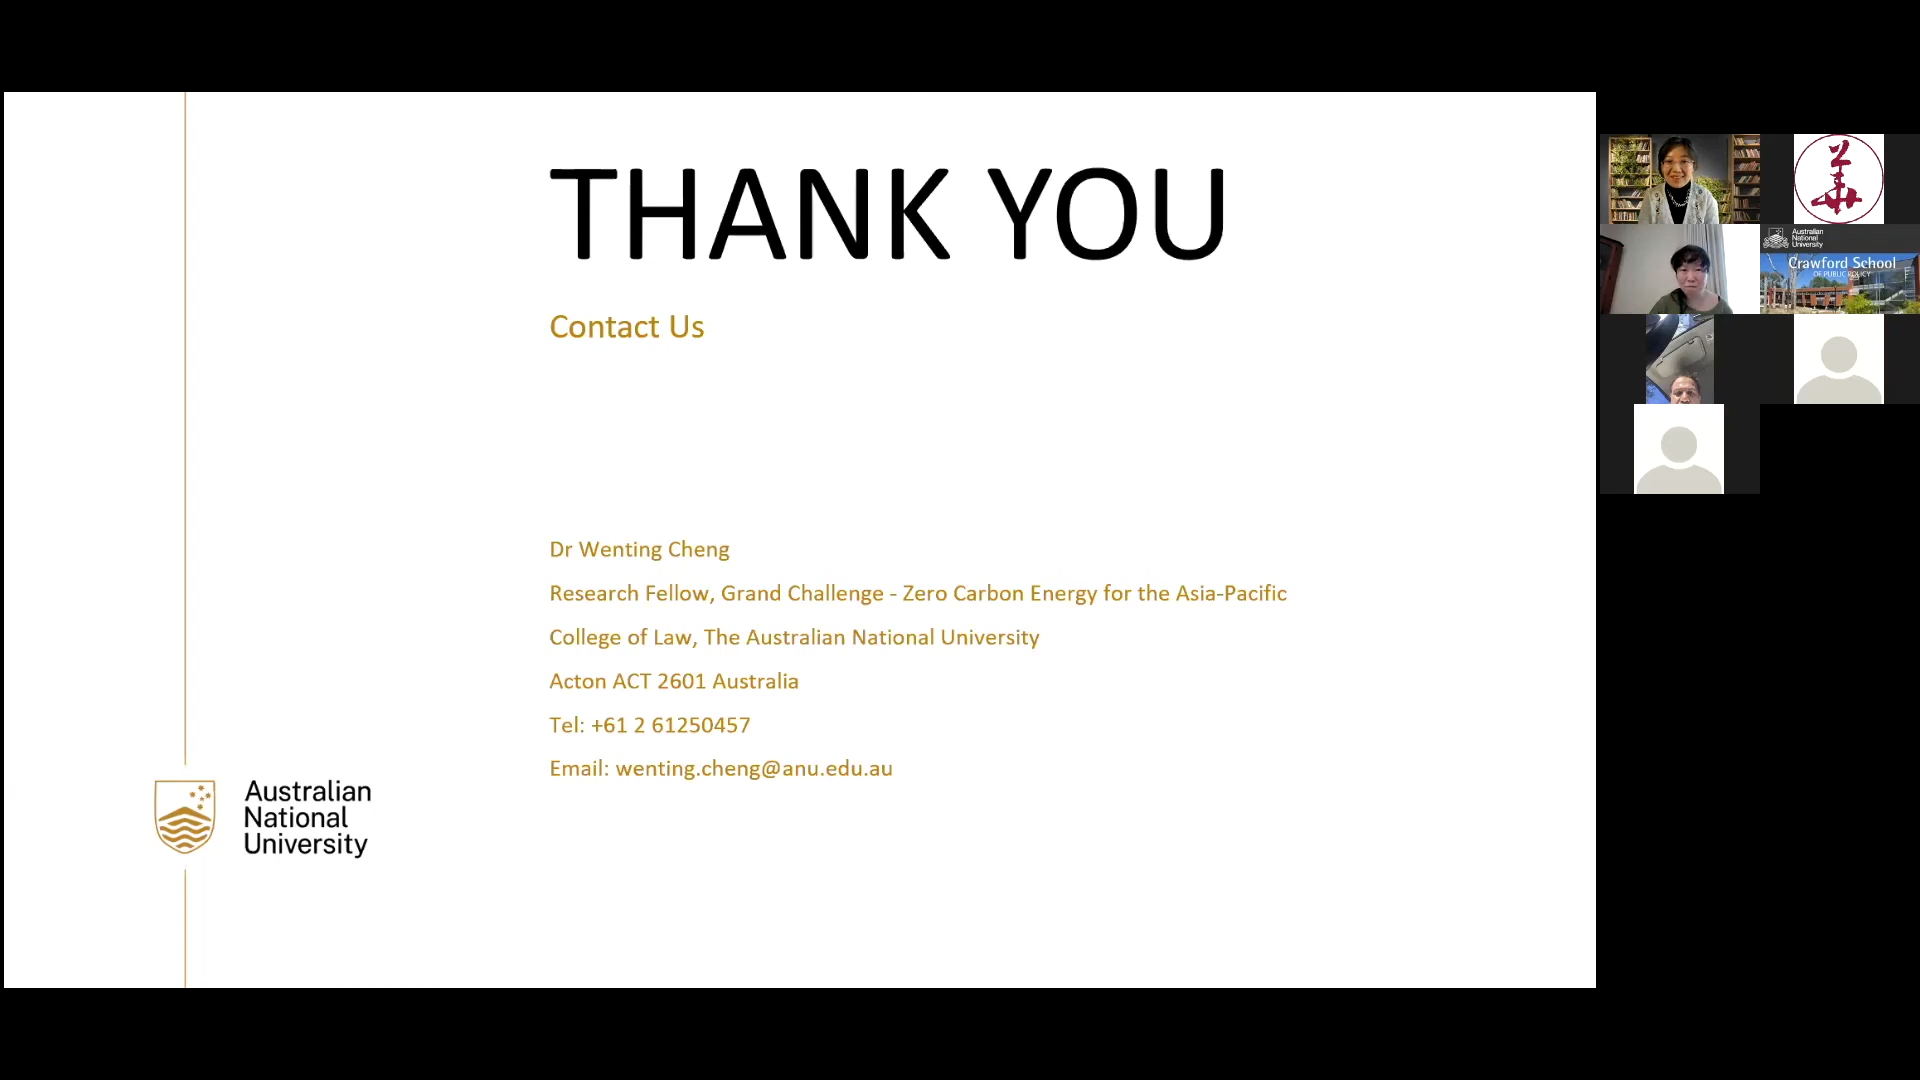 THANK YOU
Contact Us
Dr Wenting Cheng
Research Fellow, Grand Challenge - Zero Carbon Energy for the Asia-Pacific
College of Law, The Australian National University
Acton ACT 2601 Australia
Tel: +61 2 61250457
Email: wenting.cheng@anu.edu.au
Australian
National
University
Australian
National
University
Crawford School
OF PUBLIC POLICY